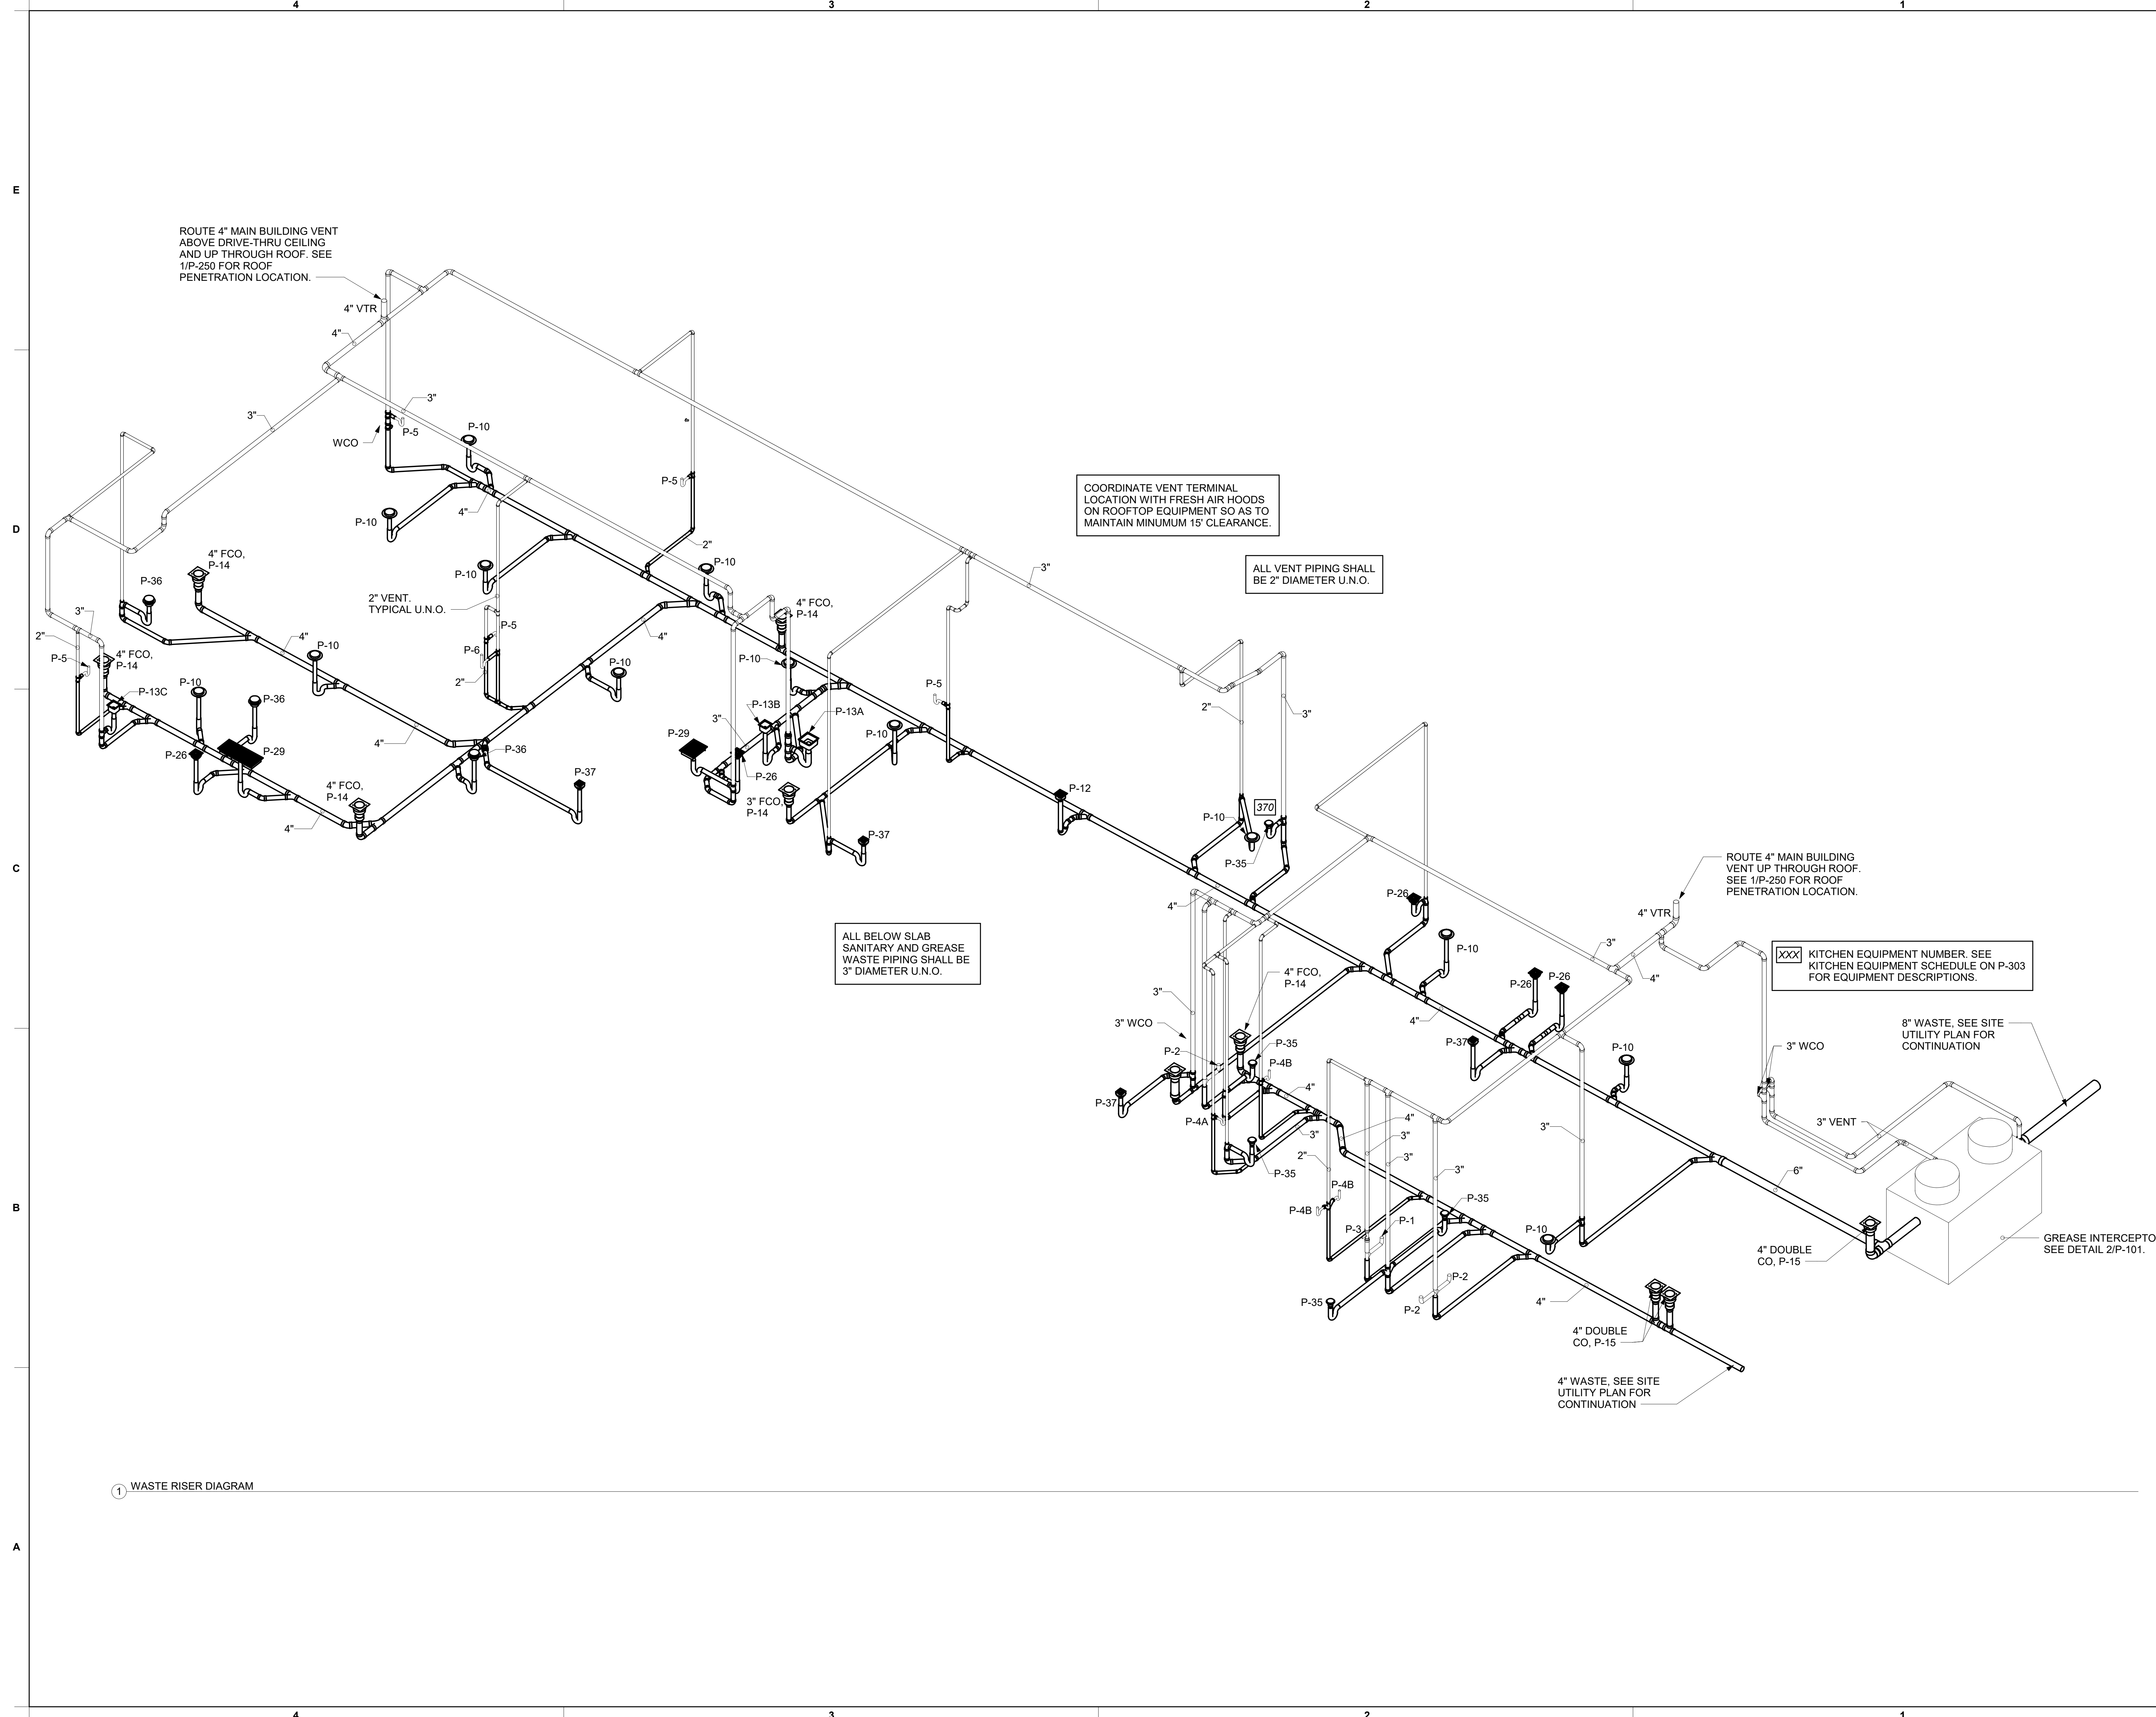 4
3
2
1
E
D
C
B
A
ROUTE 4" MAIN BUILDING VENT
ABOVE DRIVE-THRU CEILING
AND UP THROUGH ROOF. SEE
1/P-250 FOR ROOF
PENETRATION LOCATION.
4" VTR
4"
3"
3"
WCO
P-5
P-10
P-10
4"
P-5
2"
P-10
P-10
4" FCO,
P-14
P-36
3"
2"
P-5
4" FCO,
P-14
P-13C
P-10
P-36
P-26
P-29
4"
P-10
4"
4" FCO,
P-14
4"
2" VENT.
TYPICAL U.N.O.
P-5
P-6
2"
4"
P-10
P-36
P-37
4" FCO,
P-14
P-10
P-13B
P-13A
3"
P-29
P-26
3" FCO,
P-14
P-10
P-37
P-5
P-12
COORDINATE VENT TERMINAL
LOCATION WITH FRESH AIR HOODS
ON ROOFTOP EQUIPMENT SO AS TO
MAINTAIN MINUMUM 15' CLEARANCE.
ALL VENT PIPING SHALL
BE 2" DIAMETER U.N.O.
3"
2"
3"
P-10
370
P-35
4"
ALL BELOW SLAB
SANITARY AND GREASE
WASTE PIPING SHALL BE
3" DIAMETER U.N.O.
P-26
P-10
4" FCO,
P-14
3"
3" WCO
P-2
P-35
P-4B
P-37
P-4A
4"
3"
P-35
4"
3"
3"
2"
3"
P-4B
P-4B
P-3
P-1
P-35
P-35
P-2
P-2
4"
P-26
P-26
4"
P-37
P-10
3"
P-10
ROUTE 4" MAIN BUILDING
VENT UP THROUGH ROOF.
SEE 1/P-250 FOR ROOF
PENETRATION LOCATION.
4" VTR
3"
4"
XXX KITCHEN EQUIPMENT NUMBER. SEE
KITCHEN EQUIPMENT SCHEDULE ON P-303
FOR EQUIPMENT DESCRIPTIONS.
8" WASTE, SEE SITE
UTILITY PLAN FOR
CONTINUATION
3" WCO
3" VENT
6"
4" DOUBLE
CO, P-15
GREASE INTERCEPTO
SEE DETAIL 2/P-101.
4" DOUBLE
CO, P-15
4" WASTE, SEE SITE
UTILITY PLAN FOR
CONTINUATION
1 WASTE RISER DIAGRAM
4
3
2
1